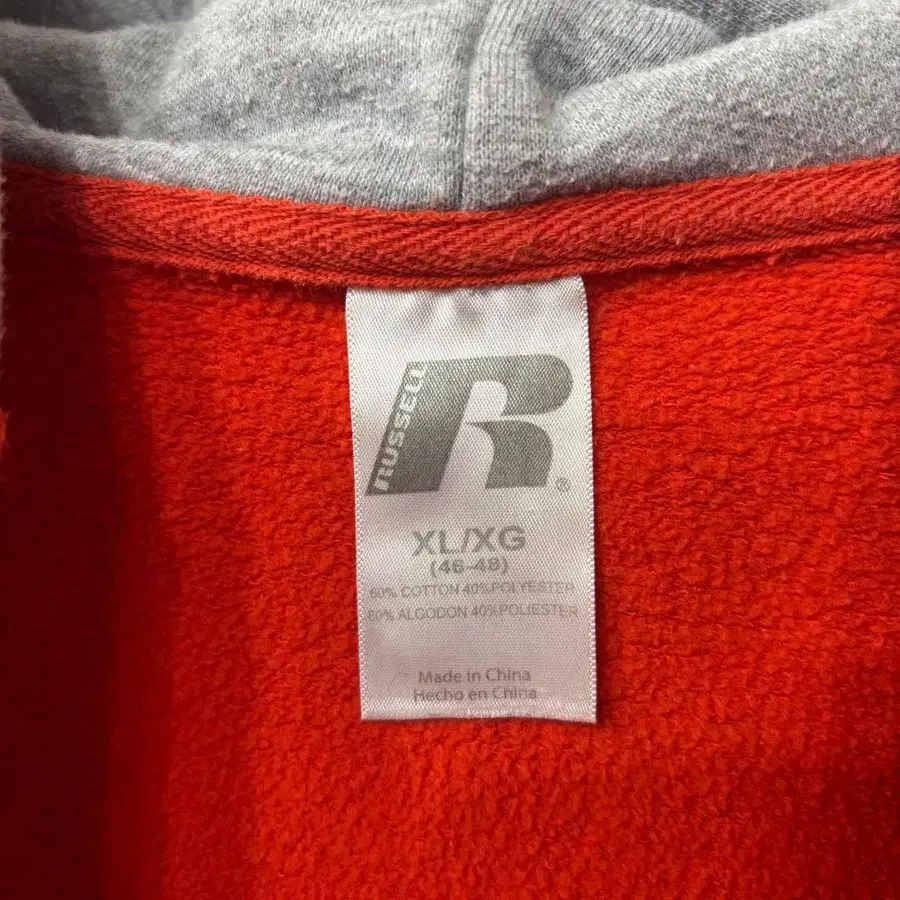 RUSSELL
R
®
XL/XG
(46-48)
60% COTTON 40%POLYESTER
60% ALGODON 40%POLIESTER
Made in China
Hecho en China